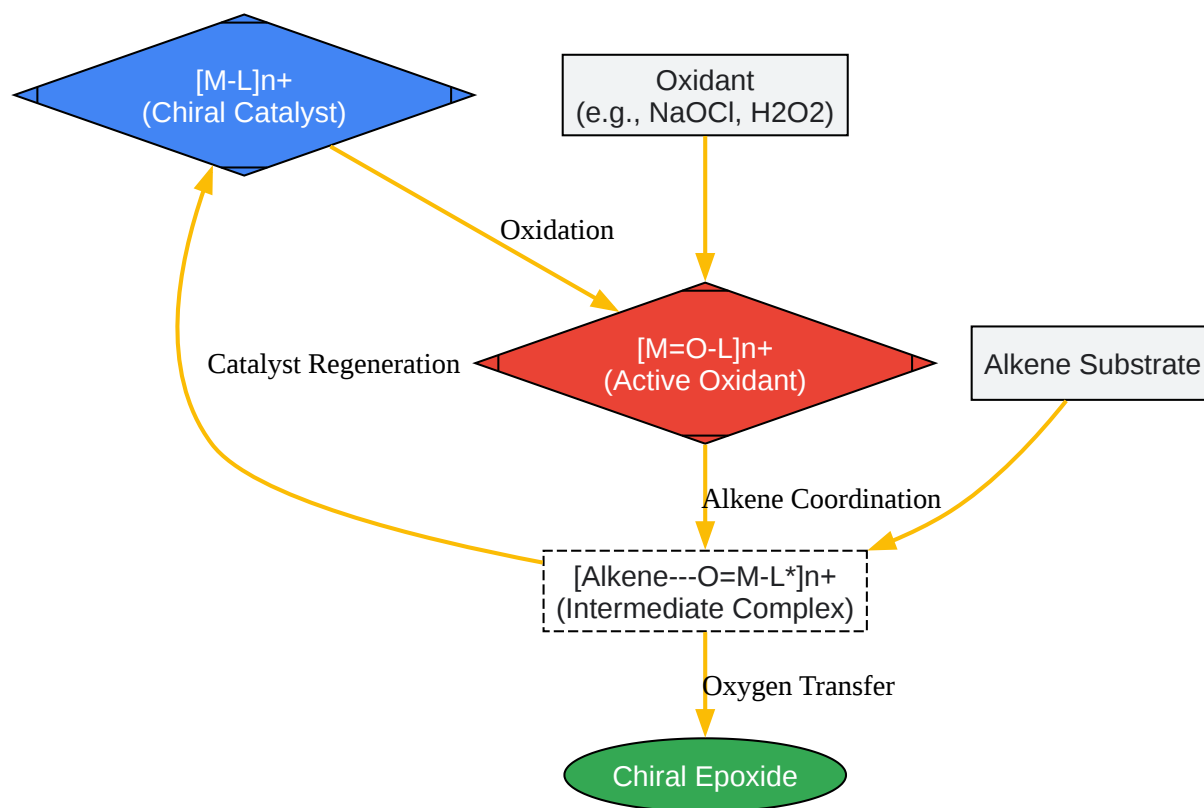 [M-L]n+
(Chiral Catalyst)
Oxidant
(e.g., NaOCl, H2O2)
Oxidation
[M=O-L]n+
(Active Oxidant)
Catalyst Regeneration
Alkene Substrate
Alkene Coordination
[Alkene---O=M-L*]n+
(Intermediate Complex)
Oxygen Transfer
Chiral Epoxide